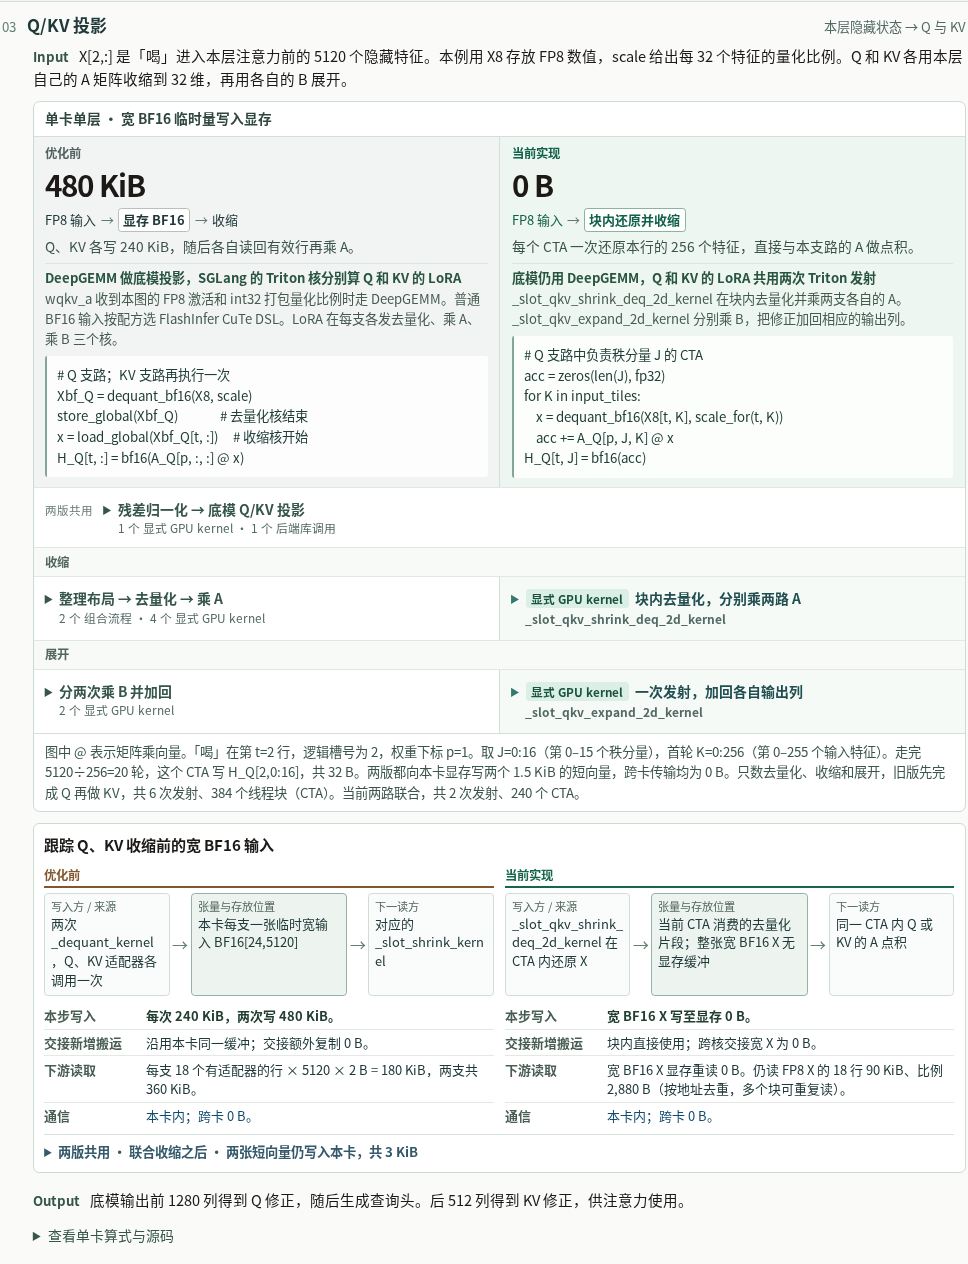 03 Q/KV 投影
本层隐藏状态 → Q 与 KV
Input X[2,:] 是「喝」进入本层注意力前的 5120 个隐藏特征。本例用 X8 存放 FP8 数值，scale 给出每 32 个特征的量化比例。Q 和 KV 各用本层
自己的 A 矩阵收缩到 32 维，再用各自的 B 展开。
单卡单层 · 宽 BF16 临时量写入显存
优化前
480 KiB
FP8 输入 → 显存 BF16 → 收缩
Q、KV 各写 240 KiB，随后各自读回有效行再乘 A。
DeepGEMM 做底模投影，SGLang 的 Triton 核分别算 Q 和 KV 的 LoRA
wqkv_a 收到本图的 FP8 激活和 int32 打包量化比例时走 DeepGEMM。普通
BF16 输入按配方选 FlashInfer CuTe DSL。LoRA 在每支各发去量化、乘 A、
乘 B 三个核。
# Q 支路；KV 支路再执行一次
Xbf_Q = dequant_bf16(X8, scale)
store_global(Xbf_Q) # 去量化核结束
x = load_global(Xbf_Q[t, :]) # 收缩核开始
H_Q[t, :] = bf16(A_Q[p, :, :] @ x)
当前实现
0 B
FP8 输入 → 块内还原并收缩
每个 CTA 一次还原本行的 256 个特征，直接与本支路的 A 做点积。
底模仍用 DeepGEMM，Q 和 KV 的 LoRA 共用两次 Triton 发射
_slot_qkv_shrink_deq_2d_kernel 在块内去量化并乘两支各自的 A。
_slot_qkv_expand_2d_kernel 分别乘 B，把修正加回相应的输出列。
# Q 支路中负责秩分量 J 的 CTA
acc = zeros(len(J), fp32)
for K in input_tiles:
x = dequant_bf16(X8[t, K], scale_for(t, K))
acc += A_Q[p, J, K] @ x
H_Q[t, J] = bf16(acc)
两版共用 ▶ 残差归一化 → 底模 Q/KV 投影
1 个 显式 GPU kernel · 1 个 后端库调用
收缩
▶ 整理布局 → 去量化 → 乘 A
2 个 组合流程 · 4 个 显式 GPU kernel
▶ 显式 GPU kernel 块内去量化，分别乘两路 A
_slot_qkv_shrink_deq_2d_kernel
展开
▶ 分两次乘 B 并加回
2 个 显式 GPU kernel
▶ 显式 GPU kernel 一次发射，加回各自输出列
_slot_qkv_expand_2d_kernel
图中 @ 表示矩阵乘向量。「喝」在第 t=2 行，逻辑槽号为 2，权重下标 p=1。取 J=0:16（第 0–15 个秩分量），首轮 K=0:256（第 0–255 个输入特征）。走完
5120÷256=20 轮，这个 CTA 写 H_Q[2,0:16]，共 32 B。两版都向本卡显存写两个 1.5 KiB 的短向量，跨卡传输均为 0 B。只数去量化、收缩和展开，旧版先完
成 Q 再做 KV，共 6 次发射、384 个线程块（CTA）。当前两路联合，共 2 次发射、240 个 CTA。
跟踪 Q、KV 收缩前的宽 BF16 输入
优化前
写入方 / 来源
两次
_dequant_kernel
，Q、KV 适配器各
调用一次
→
张量与存放位置
本卡每支一张临时宽输
入 BF16[24,5120]
→
下一读方
对应的
_slot_shrink_kern
el
本步写入 每次 240 KiB，两次写 480 KiB。
交接新增搬运 沿用本卡同一缓冲；交接额外复制 0 B。
下游读取 每支 18 个有适配器的行 × 5120 × 2 B = 180 KiB，两支共
360 KiB。
通信 本卡内；跨卡 0 B。
当前实现
写入方 / 来源
_slot_qkv_shrink_
deq_2d_kernel 在
CTA 内还原 X
→
张量与存放位置
当前 CTA 消费的去量化
片段；整张宽 BF16 X 无
显存缓冲
→
下一读方
同一 CTA 内 Q 或
KV 的 A 点积
本步写入 宽 BF16 X 写至显存 0 B。
交接新增搬运 块内直接使用；跨核交接宽 X 为 0 B。
下游读取 宽 BF16 X 显存重读 0 B。仍读 FP8 X 的 18 行 90 KiB、比例
2,880 B（按地址去重，多个块可重复读）。
通信 本卡内；跨卡 0 B。
▶ 两版共用 · 联合收缩之后 · 两张短向量仍写入本卡，共 3 KiB
Output 底模输出前 1280 列得到 Q 修正，随后生成查询头。后 512 列得到 KV 修正，供注意力使用。
▶ 查看单卡算式与源码